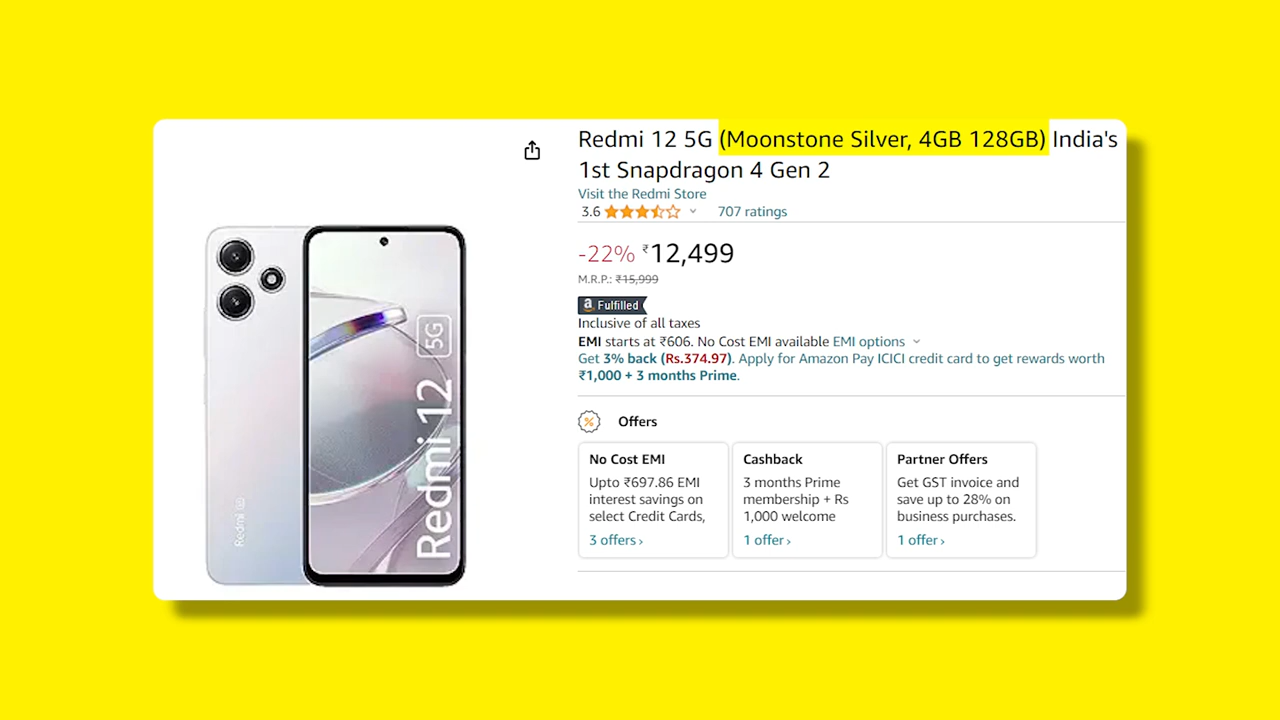 Redmi 12 5G (Moonstone Silver, 4GB 128GB) India's
1st Snapdragon 4 Gen 2
Visit the Redmi Store
3.6 707 ratings
-22% ₹12,499
M.R.P.: ₹15,999
a Fulfilled
Inclusive of all taxes
EMI starts at ₹606. No Cost EMI available EMI options
Get 3% back (Rs.374.97). Apply for Amazon Pay ICICI credit card to get rewards worth
₹1,000 + 3 months Prime.
% Offers
No Cost EMI
Upto ₹697.86 EMI
interest savings on
select Credit Cards,
3 offers ›
Cashback
3 months Prime
membership + Rs
1,000 welcome
1 offer ›
Partner Offers
Get GST invoice and
save up to 28% on
business purchases.
1 offer ›
Redmi 12 5G
Redmi 5G